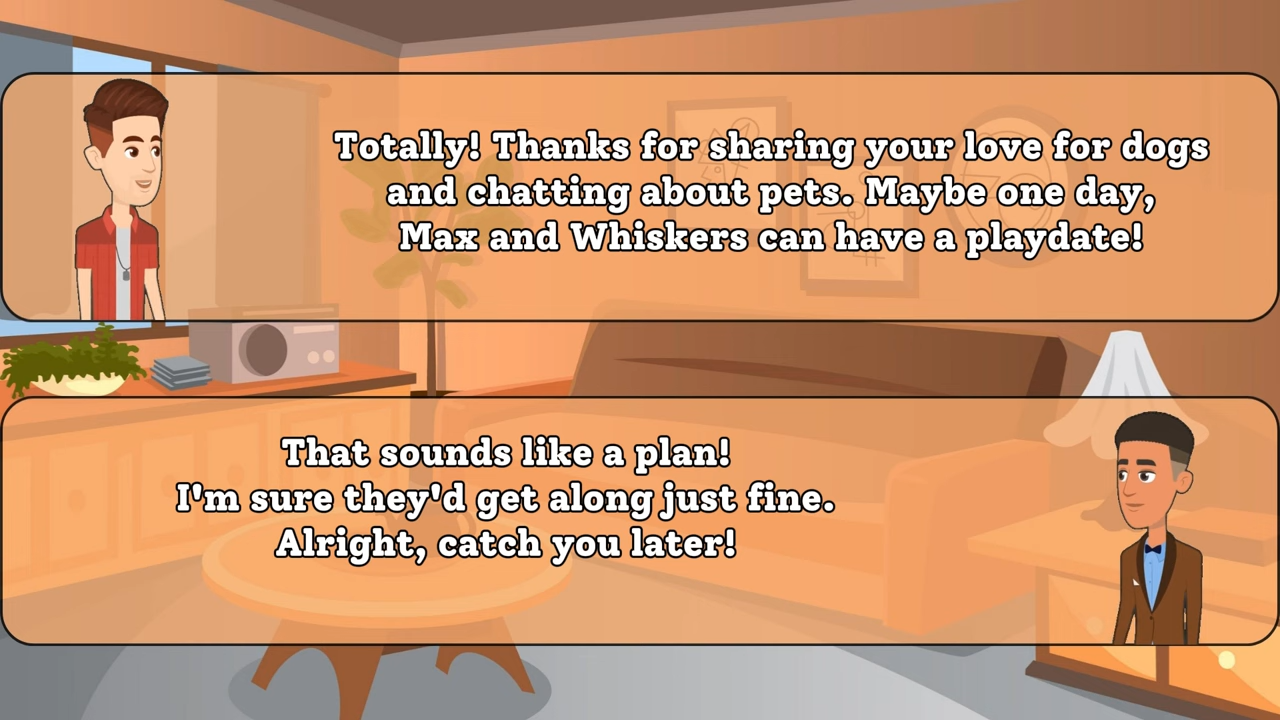 Totally! Thanks for sharing your love for dogs
and chatting about pets. Maybe one day,
Max and Whiskers can have a playdate!
That sounds like a plan!
I'm sure they'd get along just fine.
Alright, catch you later!